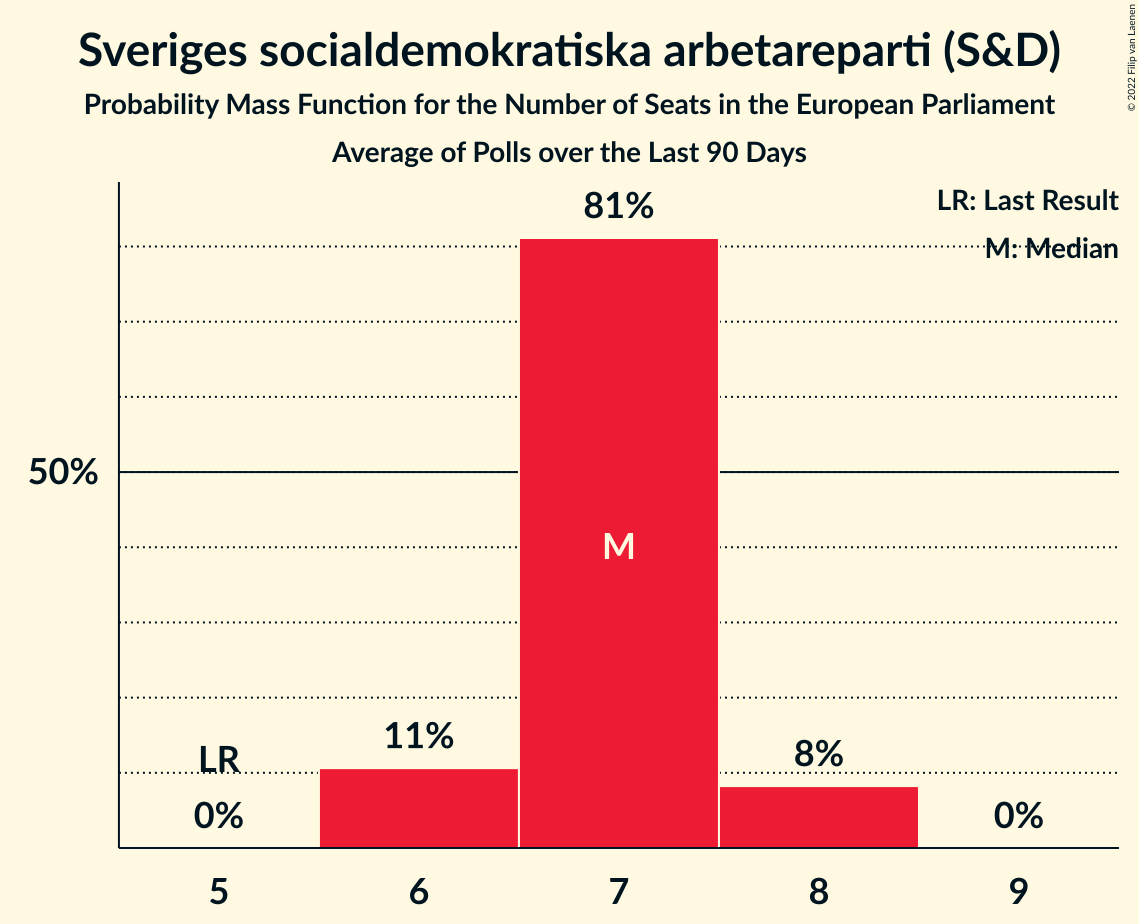 Sveriges socialdemokratiska arbetareparti (S&D)
Probability Mass Function for the Number of Seats in the European Parliament
Average of Polls over the Last 90 Days
© 2022 Filip van Laenen
LR: Last Result
M: Median
81%
50%
M
11%
8%
LR
0%
0%
5 6 7 8 9